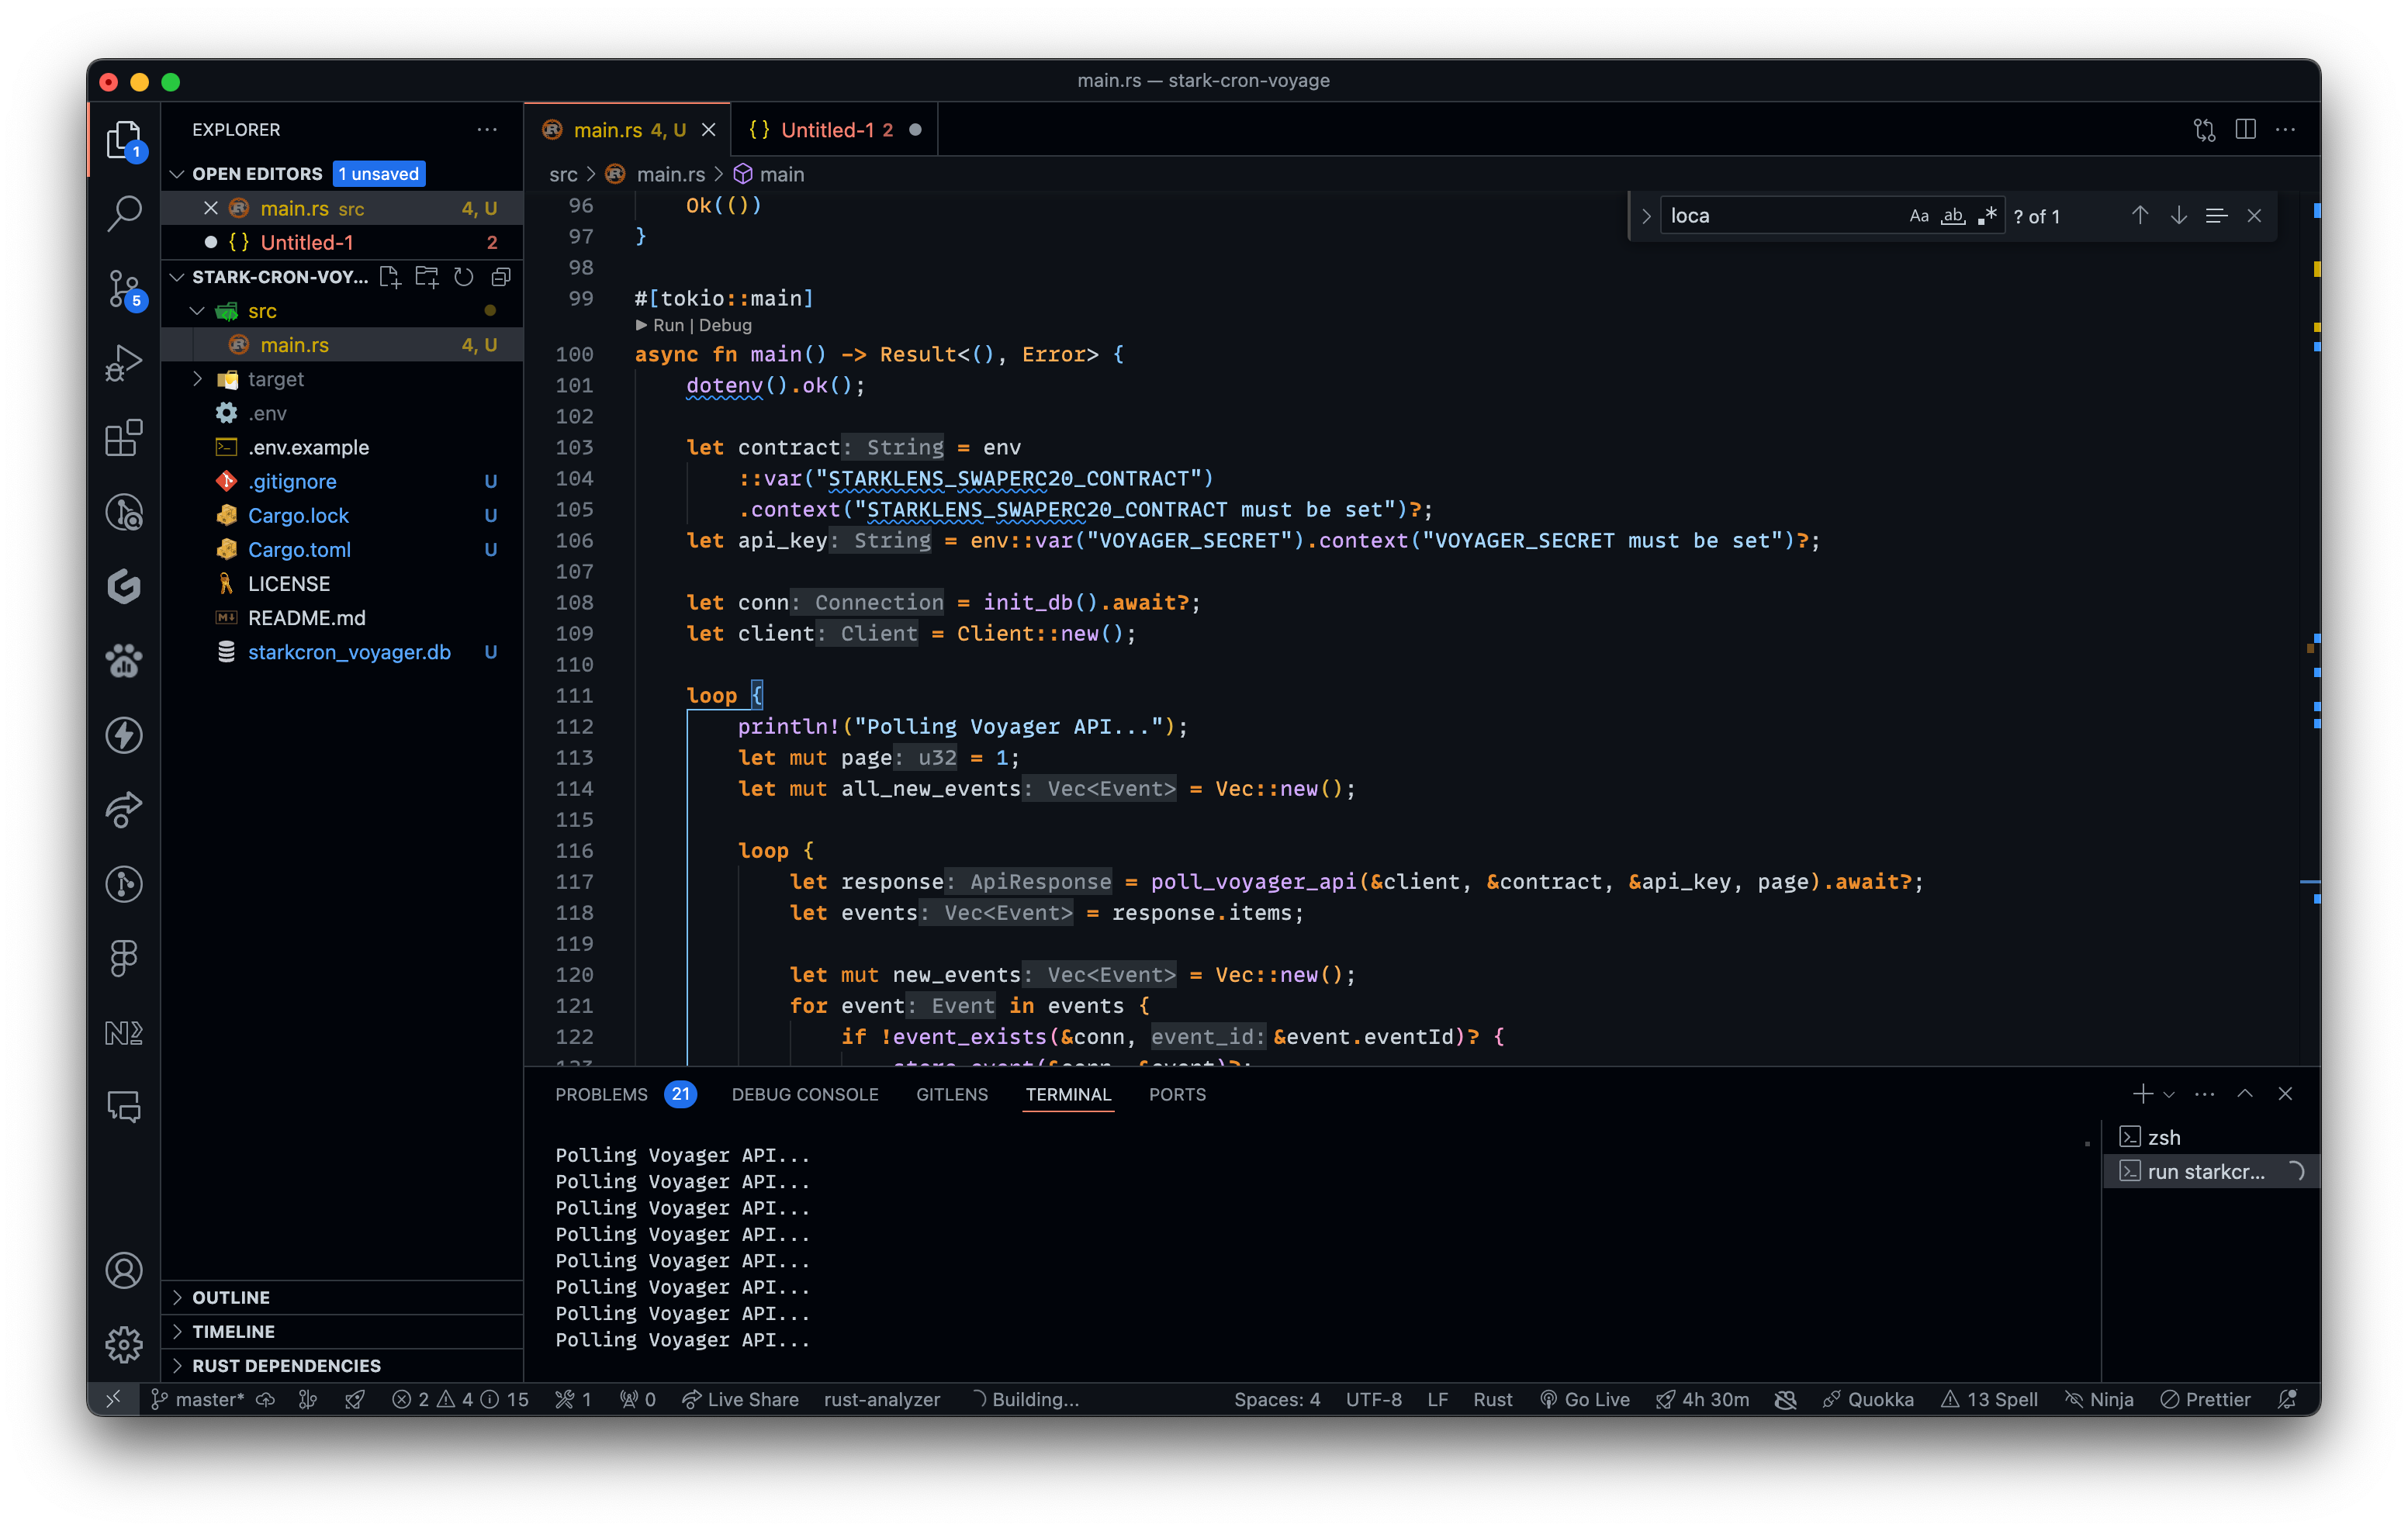 main.rs — stark-cron-voyage
1
5
EXPLORER
OPEN EDITORS 1 unsaved
main.rs src 4, U
Untitled-1 2
STARK-CRON-VOY...
src
main.rs 4, U
target
.env
.env.example
.gitignore U
Cargo.lock U
Cargo.toml U
LICENSE
README.md
starkcron_voyager.db U
OUTLINE
TIMELINE
RUST DEPENDENCIES
main.rs 4, U
Untitled-1 2
src > main.rs > main
loca Aa ab .* ? of 1
96 Ok(())
97 }
98
99 #[tokio::main]
Run | Debug
100 async fn main() -> Result<(), Error> {
101 dotenv().ok();
102
103 let contract: String = env
104 ::var("STARKLENS_SWAPERC20_CONTRACT")
105 .context("STARKLENS_SWAPERC20_CONTRACT must be set")?;
106 let api_key: String = env::var("VOYAGER_SECRET").context("VOYAGER_SECRET must be set")?;
107
108 let conn: Connection = init_db().await?;
109 let client: Client = Client::new();
110
111 loop {
112 println!("Polling Voyager API...");
113 let mut page: u32 = 1;
114 let mut all_new_events: Vec<Event> = Vec::new();
115
116 loop {
117 let response: ApiResponse = poll_voyager_api(&client, &contract, &api_key, page).await?;
118 let events: Vec<Event> = response.items;
119
120 let mut new_events: Vec<Event> = Vec::new();
121 for event: Event in events {
122 if !event_exists(&conn, event_id: &event.eventId)? {
123 store_event(&conn, &event)?;
PROBLEMS 21 DEBUG CONSOLE GITLENS TERMINAL PORTS
Polling Voyager API...
Polling Voyager API...
Polling Voyager API...
Polling Voyager API...
Polling Voyager API...
Polling Voyager API...
Polling Voyager API...
Polling Voyager API...
zsh
run starkcr...
master* 2 4 15 1 0 Live Share rust-analyzer Building... Spaces: 4 UTF-8 LF Rust Go Live 4h 30m Quokka 13 Spell Ninja Prettier